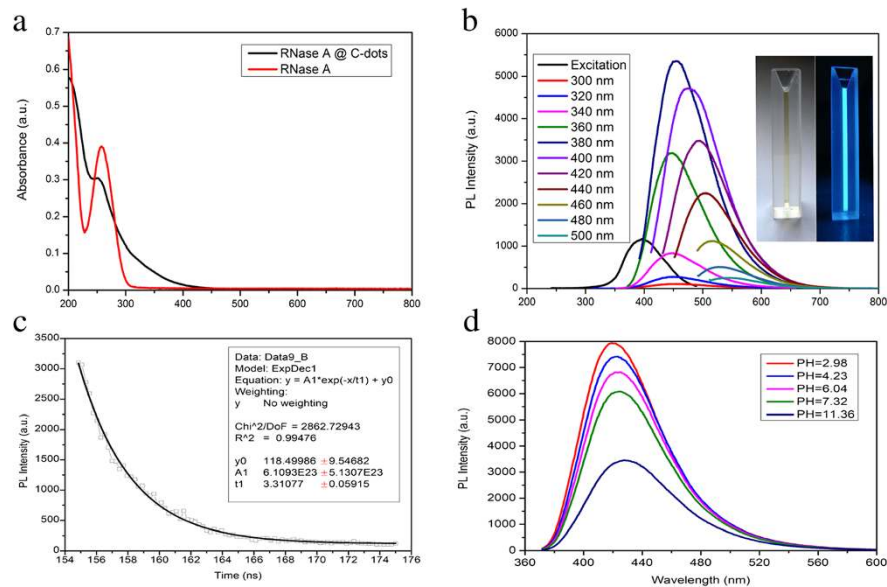 a
0.7
0.6
0.5
0.4
0.3
0.2
0.1
0.0
Absorbance (a.u.)
RNase A @ C-dots
RNase A
200
300
400
500
600
700
800
b
6000
5000
4000
3000
2000
1000
0
PL Intensity (a.u.)
Excitation
300 nm
320 nm
340 nm
360 nm
380 nm
400 nm
420 nm
440 nm
460 nm
480 nm
500 nm
200
300
400
500
600
700
800
c
3500
3000
2500
2000
1500
1000
500
0
PL Intensity (a.u.)
Data: Data9_B
Model: ExpDec1
Equation: y = A1*exp(-x/t1) + y0
Weighting:
y No weighting
Chi^2/DoF = 2862.72943
R^2 = 0.99476
y0 118.49986 ±9.54682
A1 6.1093E23 ±5.1307E23
t1 3.31077 ±0.05915
154
156
158
160
162
164
166
168
170
172
174
176
Time (ns)
d
8000
7000
6000
5000
4000
3000
2000
1000
0
PL Intensity (a.u.)
PH=2.98
PH=4.23
PH=6.04
PH=7.32
PH=11.36
360
400
440
480
520
560
600
Wavelength (nm)